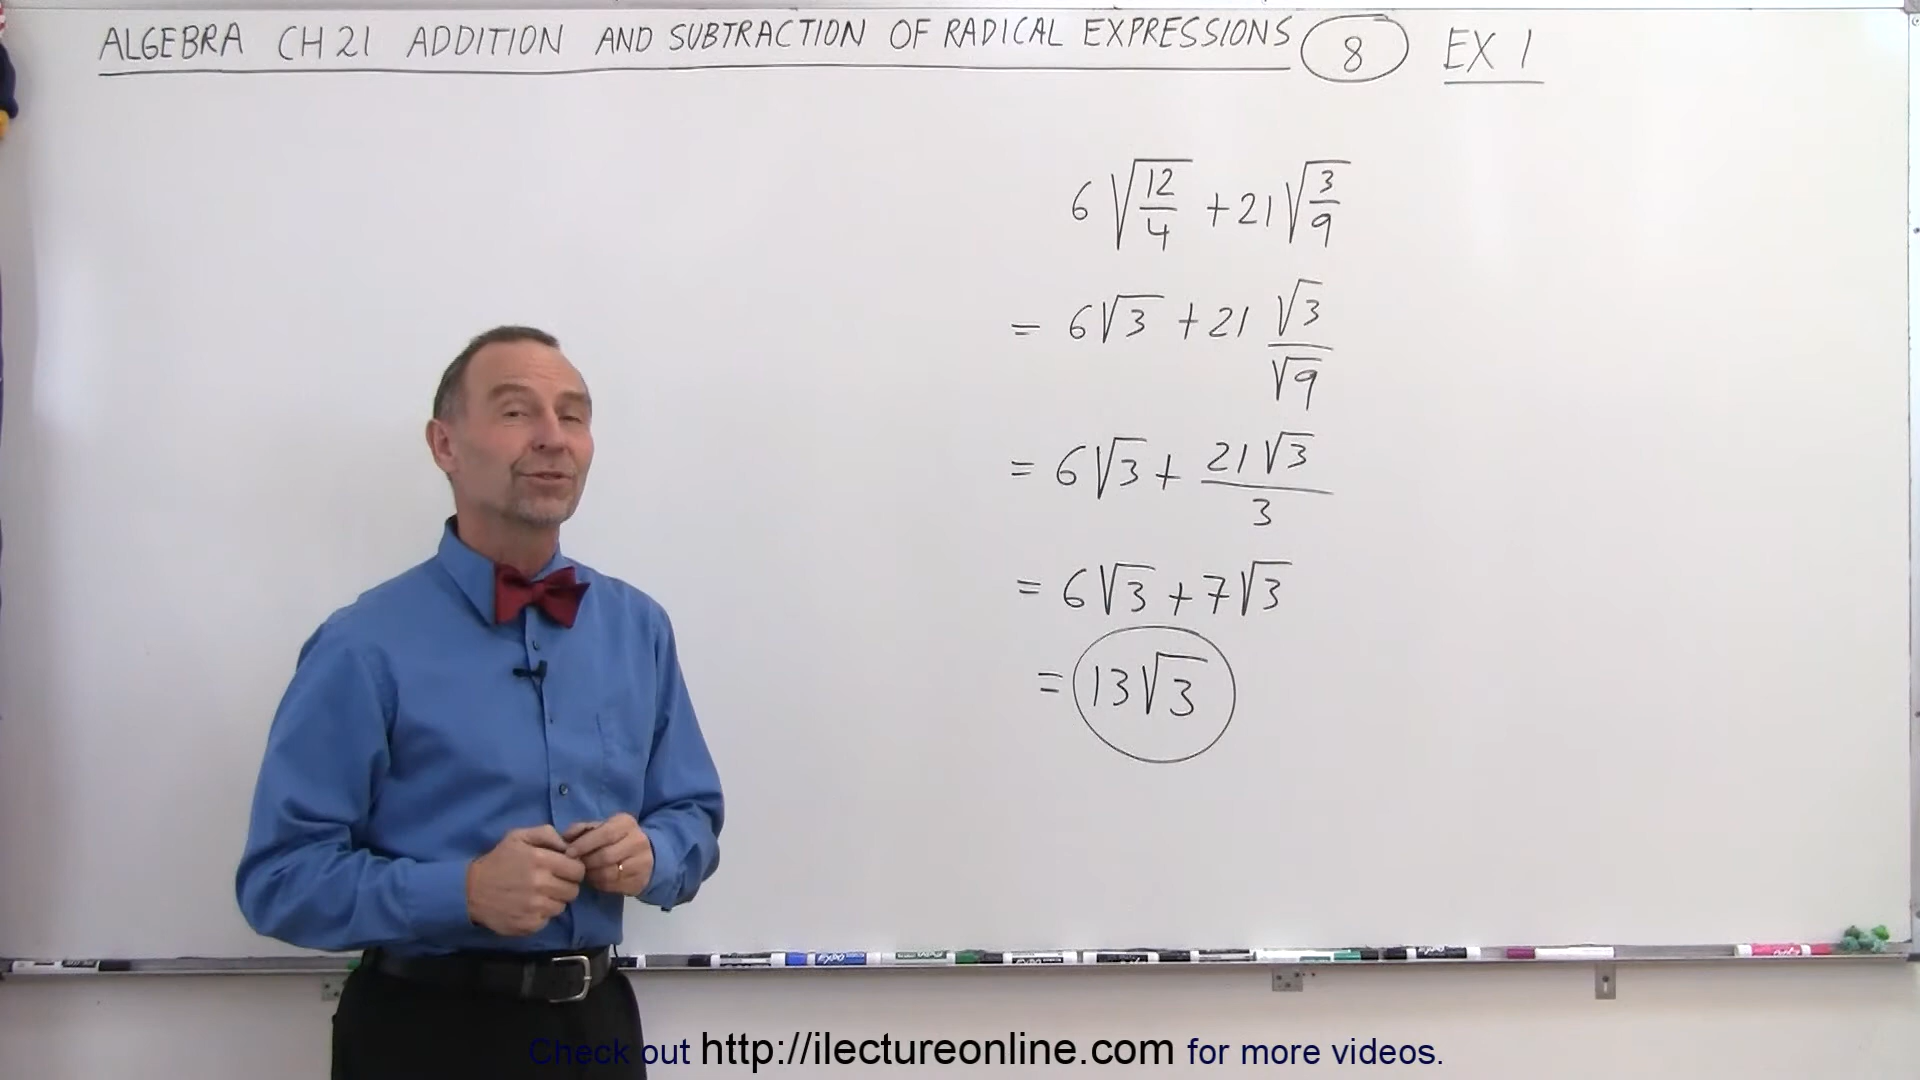 ALGEBRA CH 21 ADDITION AND SUBTRACTION OF RADICAL EXPRESSIONS 8 EX 1
6√(12/4) + 21√(3/9)
= 6√3 + 21 √3/√9
= 6√3 + 21√3/3
= 6√3 + 7√3
= 13√3
EXPO
Check out http://ilectureonline.com for more videos.